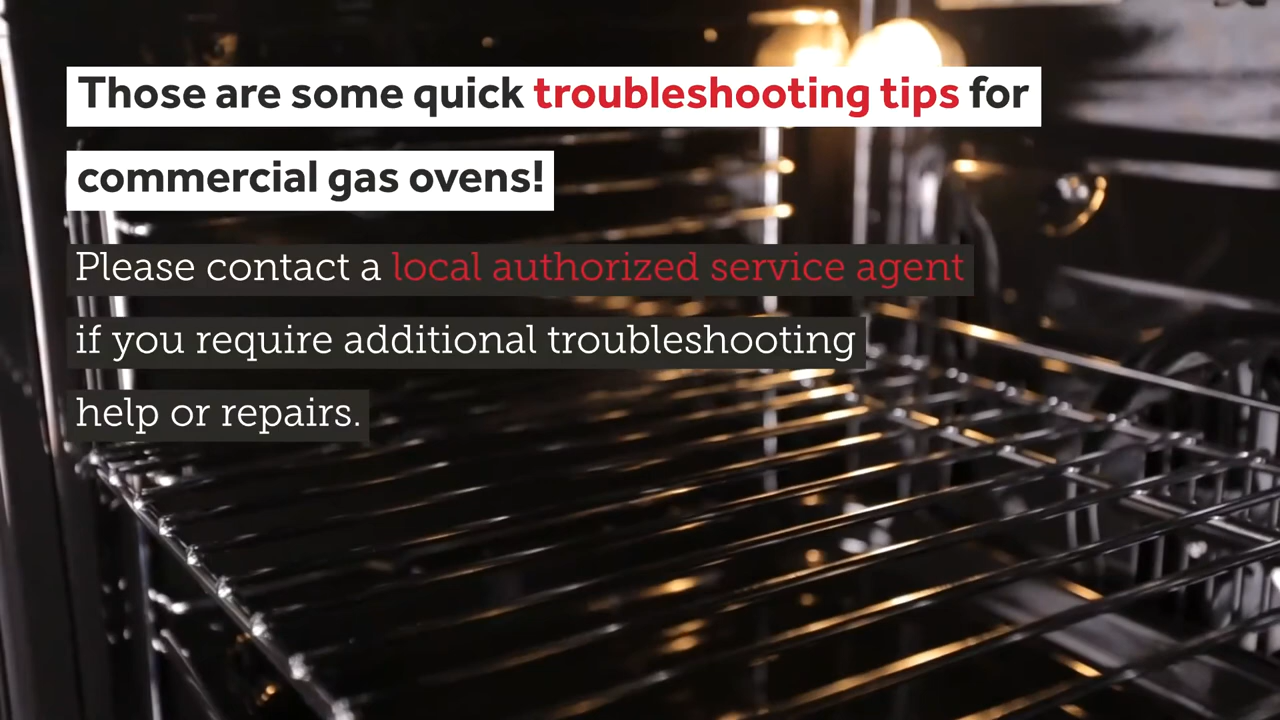 Those are some quick troubleshooting tips for
commercial gas ovens!
Please contact a local authorized service agent
if you require additional troubleshooting
help or repairs.